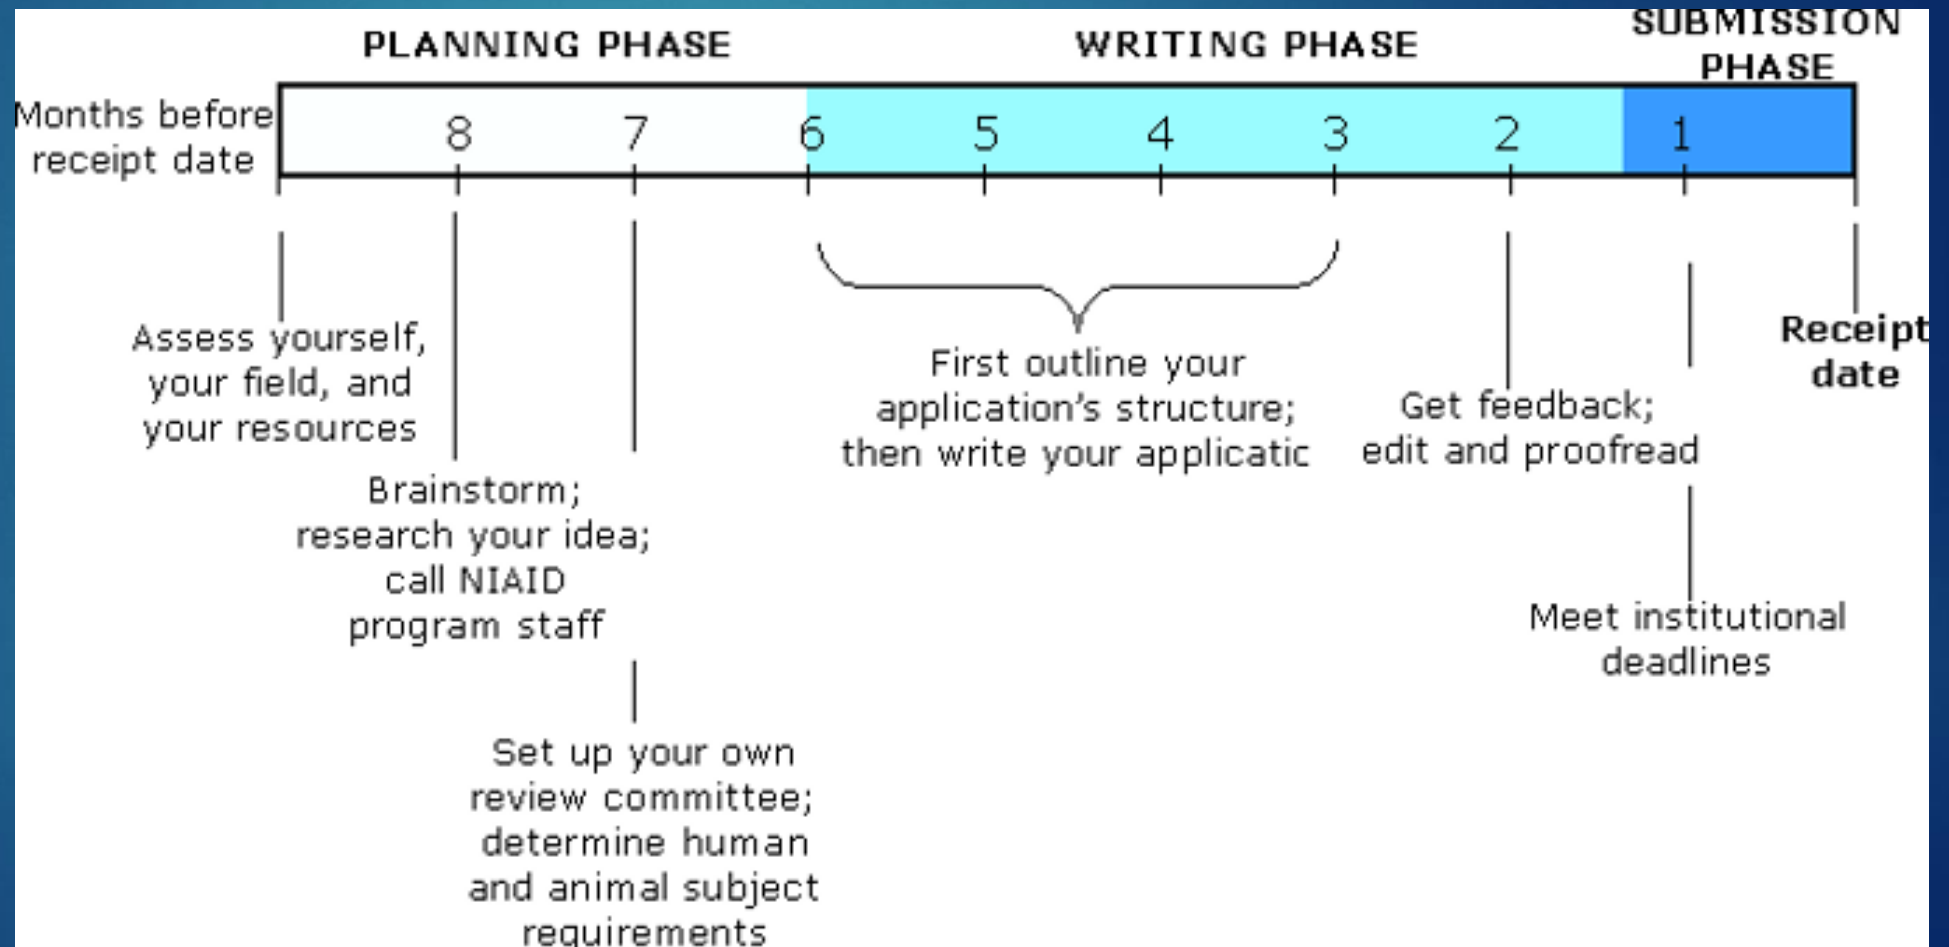 PLANNING PHASE
WRITING PHASE
SUBMISSION
PHASE
Months before
receipt date
8 7 6 5 4 3 2 1
Assess yourself,
your field, and
your resources
Brainstorm;
research your idea;
call NIAID
program staff
Set up your own
review committee;
determine human
and animal subject
requirements
First outline your
application's structure;
then write your applicatic
Get feedback;
edit and proofread
Meet institutional
deadlines
Receipt
date